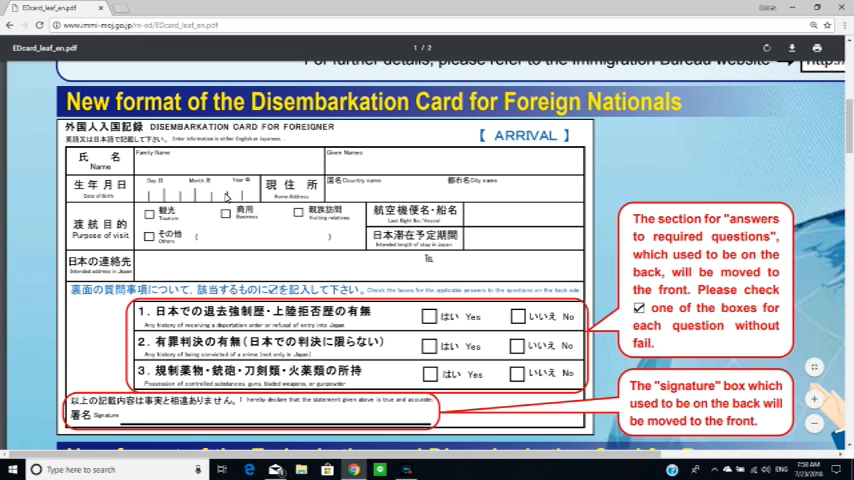 EDcard_leaf_en.pdf
www.immi-moj.go.jp/re-ed/EDcard_leaf_en.pdf
EDcard_leaf_en.pdf
1 / 2
For further details, please refer to the Immigration Bureau website
New format of the Disembarkation Card for Foreign Nationals
外国人入国記録 DISEMBARKATION CARD FOR FOREIGNER
英語又は日本語で記載して下さい。 Enter information in either English or Japanese.
【 ARRIVAL 】
氏 名
Name
Family Name
Given Names
生年月日
Date of Birth
Day 日
Month 月
Year 年
現住所
Home Address
国名 Country name
都市名 City name
渡航目的
Purpose of visit
観光
Tourism
商用
Business
親族訪問
Visiting relatives
その他
Others
(
)
航空機便名・船名
Last flight No./Vessel
日本滞在予定期間
Intended length of stay in Japan
日本の連絡先
Intended address in Japan
TEL
裏面の質問事項について、該当するものに☑を記入して下さい。 Check the boxes for the applicable answers to the questions on the back side.
1. 日本での退去強制歴・上陸拒否歴の有無
Any history of receiving a deportation order or refusal of entry into Japan
はい Yes
いいえ No
2. 有罪判決の有無(日本での判決に限らない)
Any history of being convicted of a crime (not only in Japan)
はい Yes
いいえ No
3. 規制薬物・銃砲・刀剣類・火薬類の所持
Possession of controlled substances, guns, bladed weapons, or gunpowder
はい Yes
いいえ No
以上の記載内容は事実と相違ありません。 I hereby declare that the statement given above is true and accurate.
署名 Signature
The section for "answers
to required questions",
which used to be on the
back, will be moved to
the front. Please check
☑ one of the boxes for
each question without
fail.
The "signature" box which
used to be on the back will
be moved to the front.
Type here to search
ENG
7:58 AM
7/23/2018